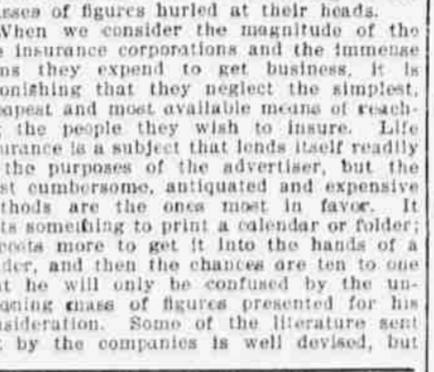 sses of figures hurled at their heads.
When we consider the magnitude of the
e insurance corporations and the immense
ns they expend to get business, it is
onishing that they neglect the simplest,
eapest and most available means of reach-
g the people they wish to insure. Life
urance is a subject that lends itself readily
the purposes of the advertiser, but the
st cumbersome, antiquated and expensive
thods are the ones most in favor. It
ts something to print a calendar or folder;
costs more to get it into the hands of a
der, and then the chances are ten to one
at he will only be confused by the un-
aning mass of figures presented for his
sideration. Some of the literature sent
t by the companies is well devised, but